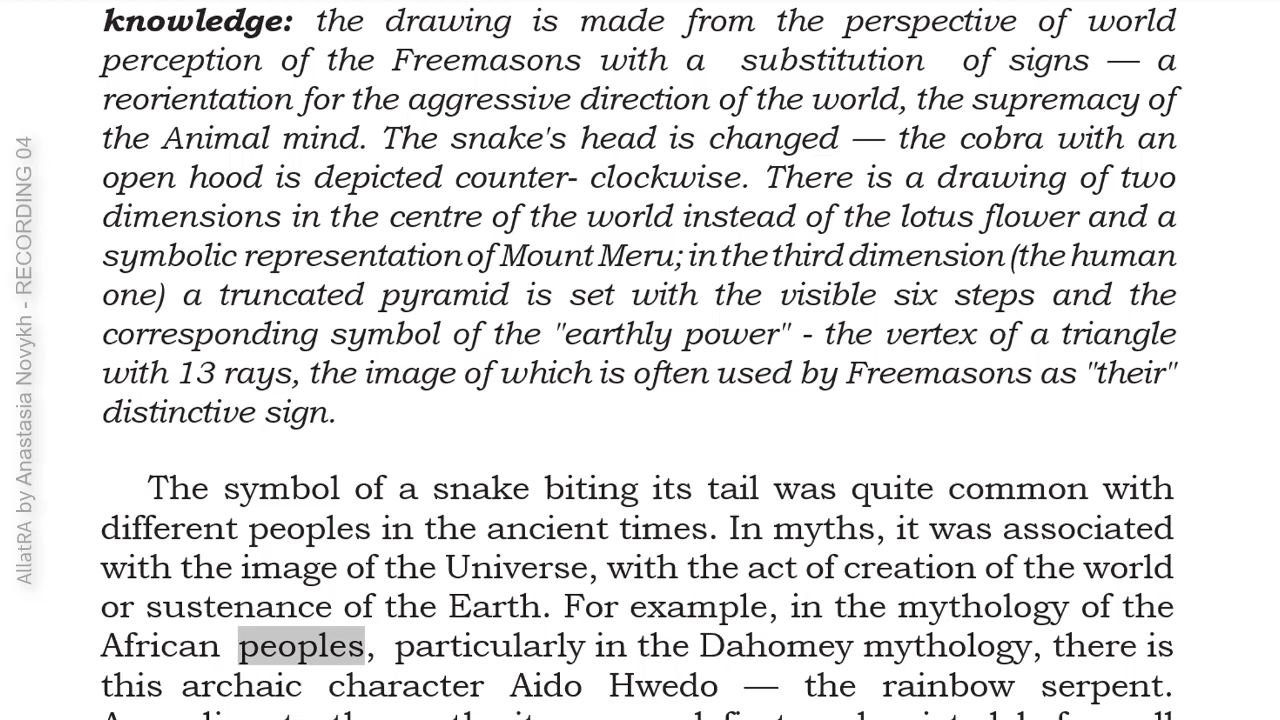 knowledge: the drawing is made from the perspective of world
perception of the Freemasons with a substitution of signs — a
reorientation for the aggressive direction of the world, the supremacy of
the Animal mind. The snake's head is changed — the cobra with an
open hood is depicted counter- clockwise. There is a drawing of two
dimensions in the centre of the world instead of the lotus flower and a
symbolic representation of Mount Meru; in the third dimension (the human
one) a truncated pyramid is set with the visible six steps and the
corresponding symbol of the "earthly power" - the vertex of a triangle
with 13 rays, the image of which is often used by Freemasons as "their"
distinctive sign.
The symbol of a snake biting its tail was quite common with
different peoples in the ancient times. In myths, it was associated
with the image of the Universe, with the act of creation of the world
or sustenance of the Earth. For example, in the mythology of the
African peoples, particularly in the Dahomey mythology, there is
this archaic character Aido Hwedo — the rainbow serpent.
AllatRA by Anastasia Novykh - RECORDING 04